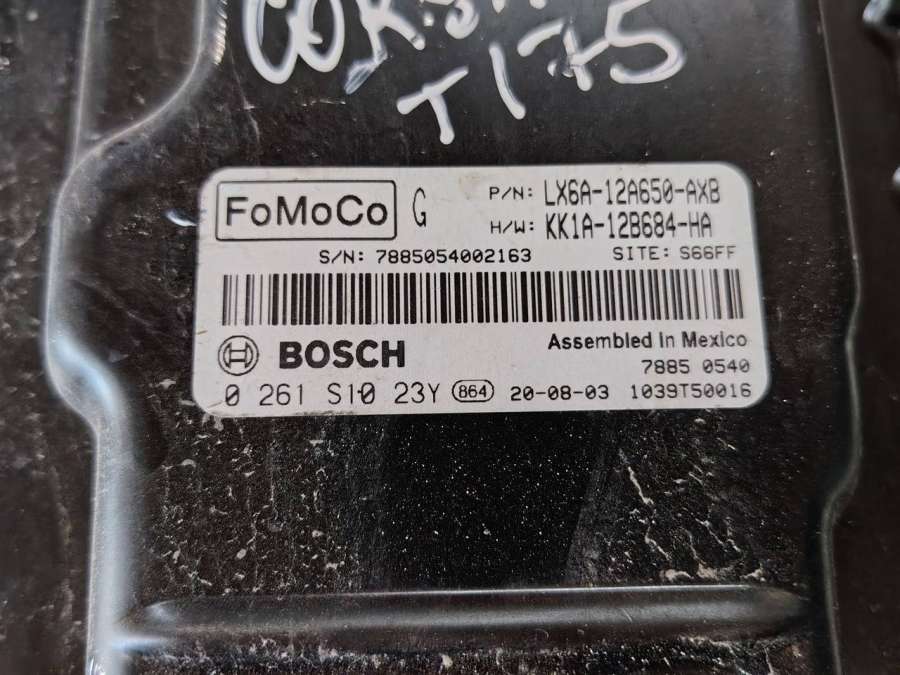 T175
FoMoCo G P/N: LX6A-12A650-AXB
H/W: KK1A-12B684-HA
S/N: 7885054002163 SITE: S66FF
BOSCH Assembled In Mexico
7885 0540
0 261 S10 23Y 864 20-08-03 1039T50016